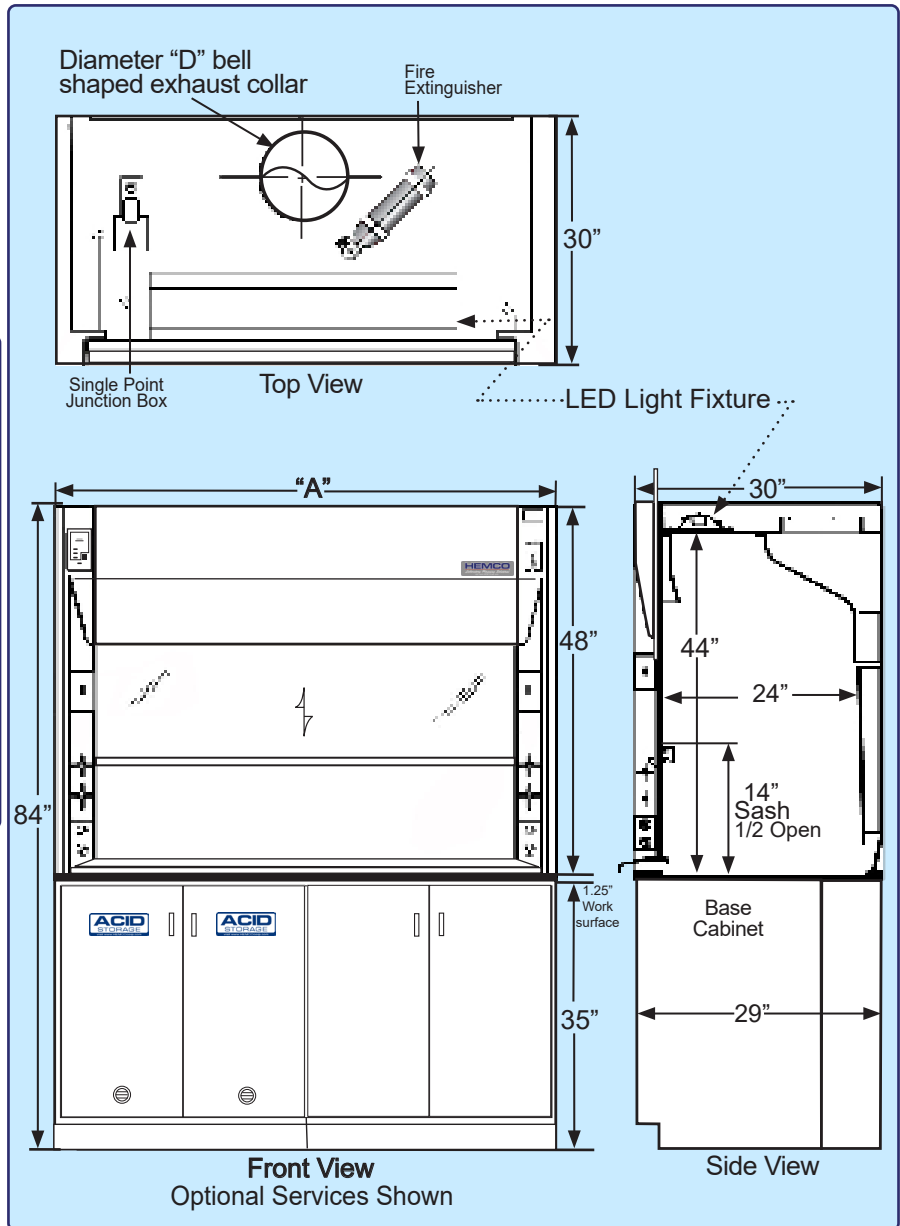 Diameter “D” bell
shaped exhaust collar
Fire
Extinguisher
30”
Single Point
Junction Box
Top View
LED Light Fixture
“A”
30”
HEMCO
48”
44”
24”
84”
14”
Sash
1/2 Open
1.25”
Work
surface
ACID
STORAGE
ACID
STORAGE
Base
Cabinet
35”
29”
Front View
Optional Services Shown
Side View